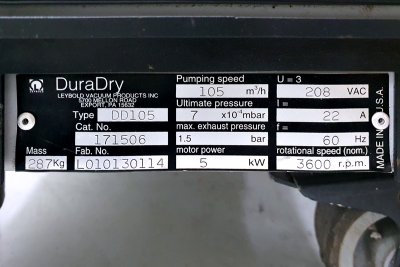 DuraDry
LEYBOLD VACUUM PRODUCTS INC
5700 MELLON ROAD
EXPORT, PA 15632
Type DD105
Cat. No.
171506
Mass Fab. No.
287Kg L010130114
Pumping speed
105 m³/h
Ultimate pressure
7 x10⁻³mbar
max. exhaust pressure
1.5 bar
motor power
5 kW
U = 3
208 VAC
I =
22 A
f =
60 Hz
rotational speed (nom.)
3600 r.p.m.
MADE IN U.S.A.